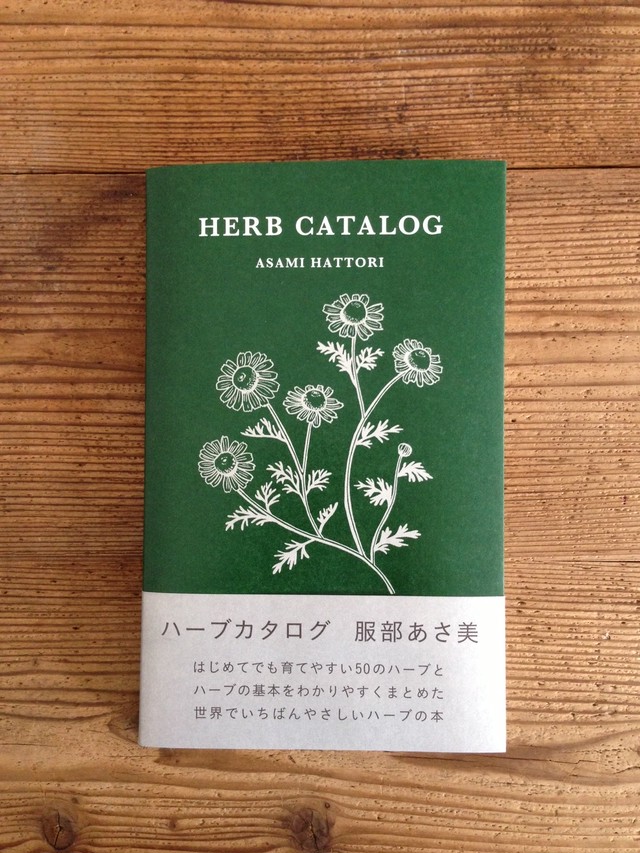 HERB CATALOG
ASAMI HATTORI
ハーブカタログ 服部あさ美
はじめてでも育てやすい50のハーブと
ハーブの基本をわかりやすくまとめた
世界でいちばんやさしいハーブの本